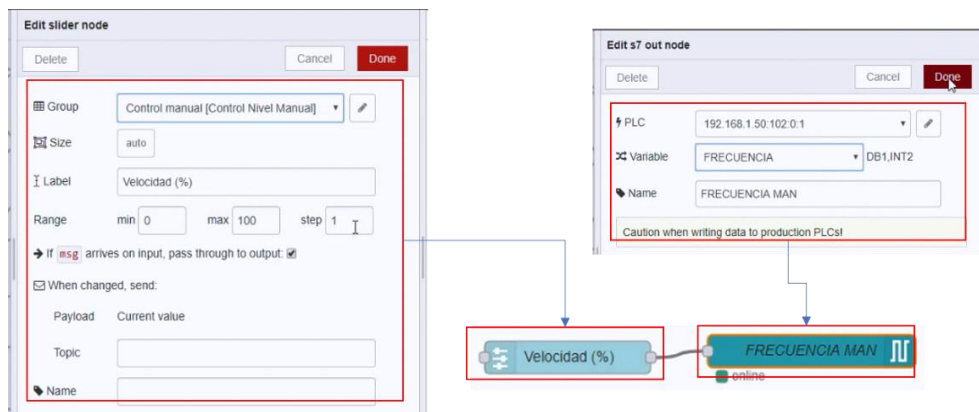 Edit slider node
Delete
Cancel
Done
Group
Control manual [Control Nivel Manual]
Size
auto
Label
Velocidad (%)
Range
min 0
max 100
step 1
If msg arrives on input, pass through to output:
When changed, send:
Payload
Current value
Topic
Name
Edit s7 out node
Delete
Cancel
Done
PLC
192.168.1.50:102:0:1
Variable
FRECUENCIA
DB1,INT2
Name
FRECUENCIA MAN
Caution when writing data to production PLCs!
Velocidad (%)
FRECUENCIA MAN
online